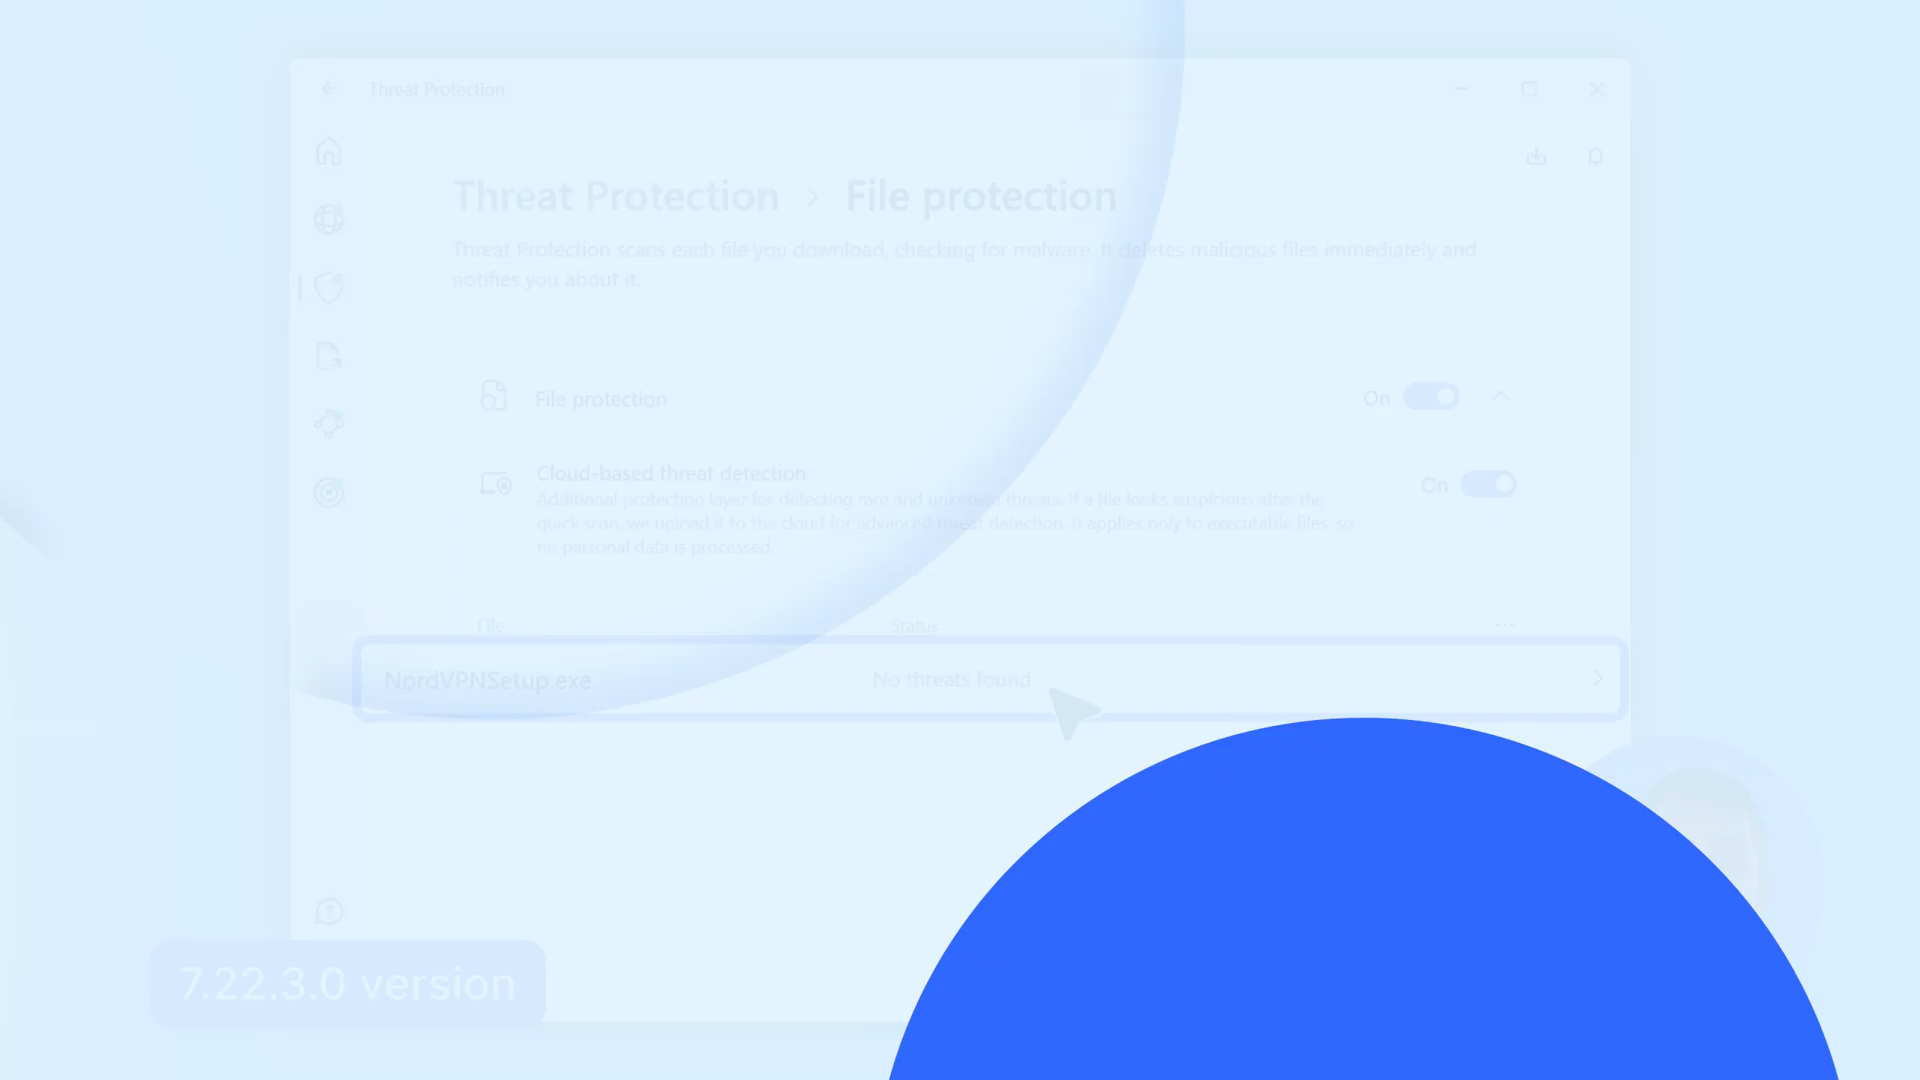 Threat Protection
Threat Protection > File protection
Threat Protection scans each file you download, checking for malware. It deletes malicious files immediately and
notifies you about it.
File protection
On
Cloud-based threat detection
Additional protection layer for detecting rare and unknown threats. If a file looks suspicious after the
quick scan, we upload it to the cloud for advanced threat detection. It applies only to executable files, so
no personal data is processed.
On
File
Status
NordVPNSetup.exe
No threats found
7.22.3.0 version